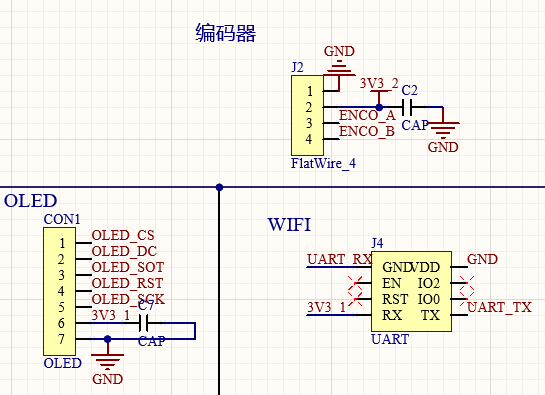 编码器
GND
J2
3V3_2
C2
1
2
3
4
ENCO_A
ENCO_B
CAP
GND
FlatWire_4
OLED
WIFI
CON1
1
2
3
4
5
6
7
OLED_CS
OLED_DC
OLED_SOT
OLED_RST
OLED_SCK
3V3_1
C7
CAP
OLED
GND
J4
UART_RX
GND VDD
GND
EN IO2
RST IO0
3V3_1
RX TX
UART_TX
UART